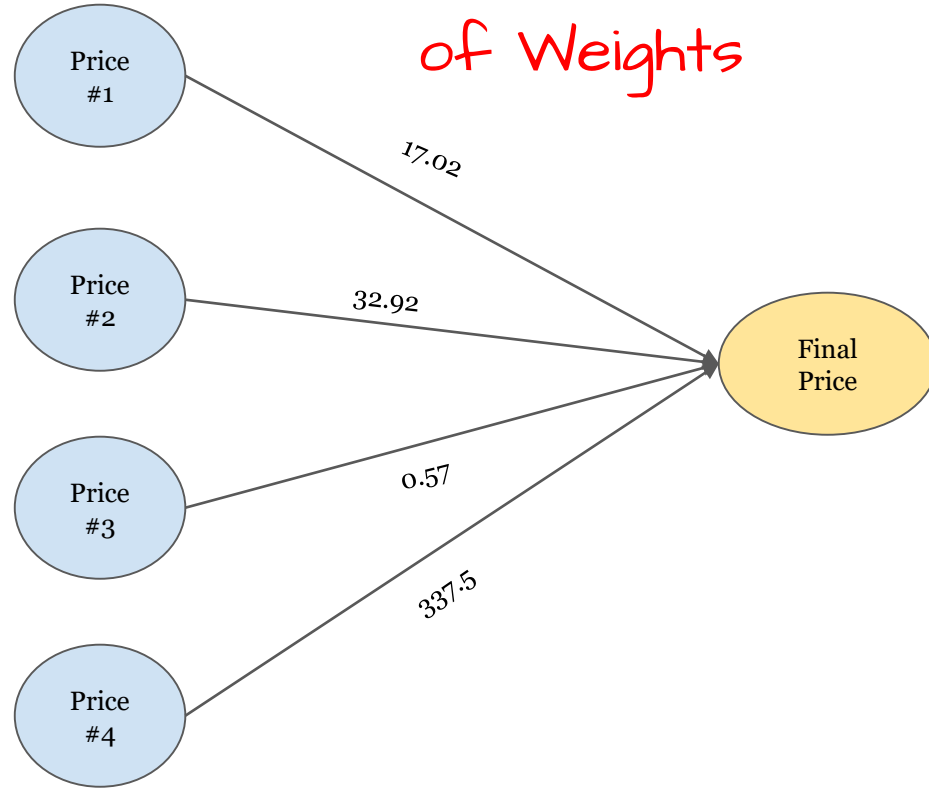 of Weights
Price
#1
17.02
Price
#2
32.92
Final
Price
Price
#3
0.57
337.5
Price
#4